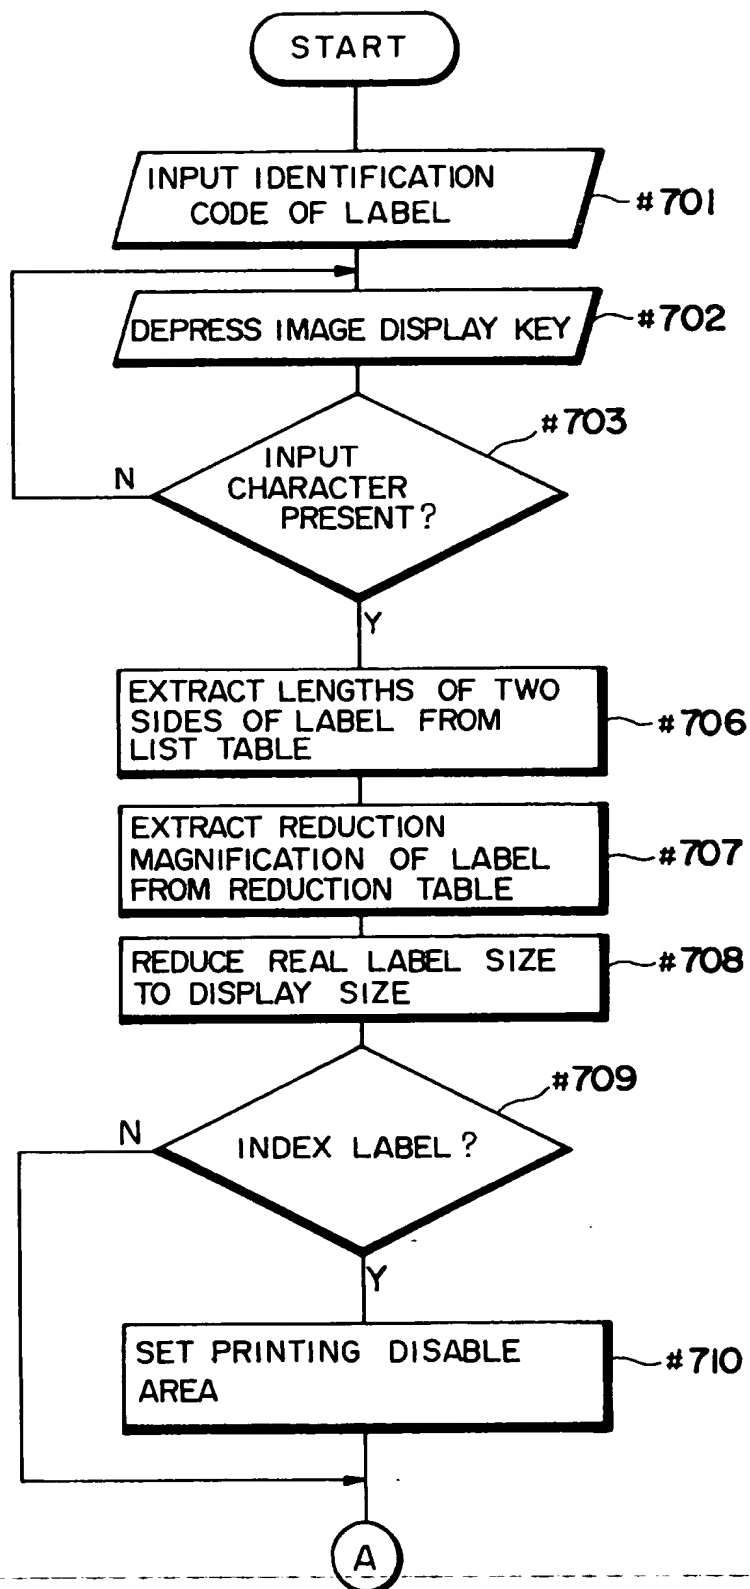 START
INPUT IDENTIFICATION
CODE OF LABEL
#701
DEPRESS IMAGE DISPLAY KEY
#702
#703
INPUT
CHARACTER
PRESENT?
N
Y
EXTRACT LENGTHS OF TWO
SIDES OF LABEL FROM
LIST TABLE
#706
EXTRACT REDUCTION
MAGNIFICATION OF LABEL
FROM REDUCTION TABLE
#707
REDUCE REAL LABEL SIZE
TO DISPLAY SIZE
#708
#709
INDEX LABEL?
N
Y
SET PRINTING DISABLE
AREA
#710
A